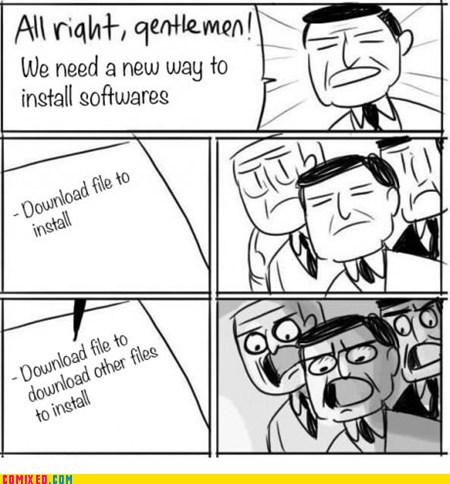 All right, gentlemen!
We need a new way to
install softwares
- Download file to
install
- Download file to
download other files
to install
COMIXED.COM